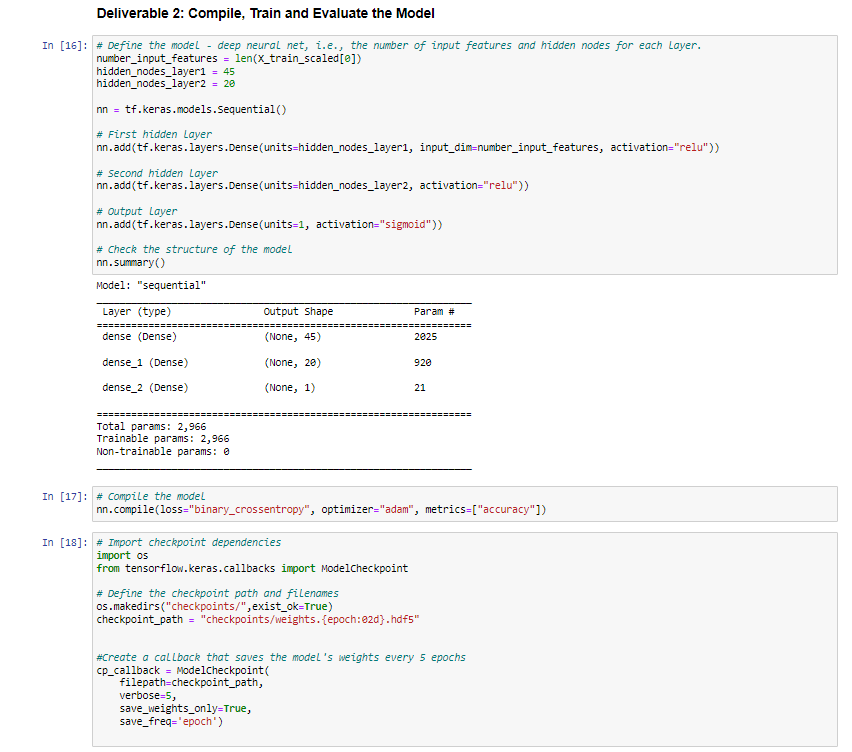 Deliverable 2: Compile, Train and Evaluate the Model
In [16]: # Define the model - deep neural net, i.e., the number of input features and hidden nodes for each layer.
number_input_features = len(X_train_scaled[0])
hidden_nodes_layer1 = 45
hidden_nodes_layer2 = 20
nn = tf.keras.models.Sequential()
# First hidden layer
nn.add(tf.keras.layers.Dense(units=hidden_nodes_layer1, input_dim=number_input_features, activation="relu"))
# Second hidden layer
nn.add(tf.keras.layers.Dense(units=hidden_nodes_layer2, activation="relu"))
# Output layer
nn.add(tf.keras.layers.Dense(units=1, activation="sigmoid"))
# Check the structure of the model
nn.summary()
Model: "sequential"
_________________________________________________________________
Layer (type) Output Shape Param #
=================================================================
dense (Dense) (None, 45) 2025
dense_1 (Dense) (None, 20) 920
dense_2 (Dense) (None, 1) 21
=================================================================
Total params: 2,966
Trainable params: 2,966
Non-trainable params: 0
_________________________________________________________________
In [17]: # Compile the model
nn.compile(loss="binary_crossentropy", optimizer="adam", metrics=["accuracy"])
In [18]: # Import checkpoint dependencies
import os
from tensorflow.keras.callbacks import ModelCheckpoint
# Define the checkpoint path and filenames
os.makedirs("checkpoints/",exist_ok=True)
checkpoint_path = "checkpoints/weights.{epoch:02d}.hdf5"
#Create a callback that saves the model's weights every 5 epochs
cp_callback = ModelCheckpoint(
filepath=checkpoint_path,
verbose=5,
save_weights_only=True,
save_freq='epoch')